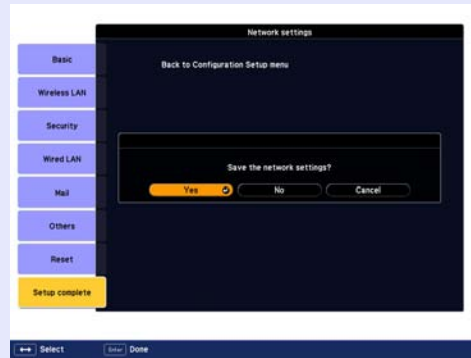 Network settings
Basic
Back to Configuration Setup menu
Wireless LAN
Security
Wired LAN
Save the network settings?
Yes No Cancel
Mail
Others
Reset
Setup complete
Select Enter Done